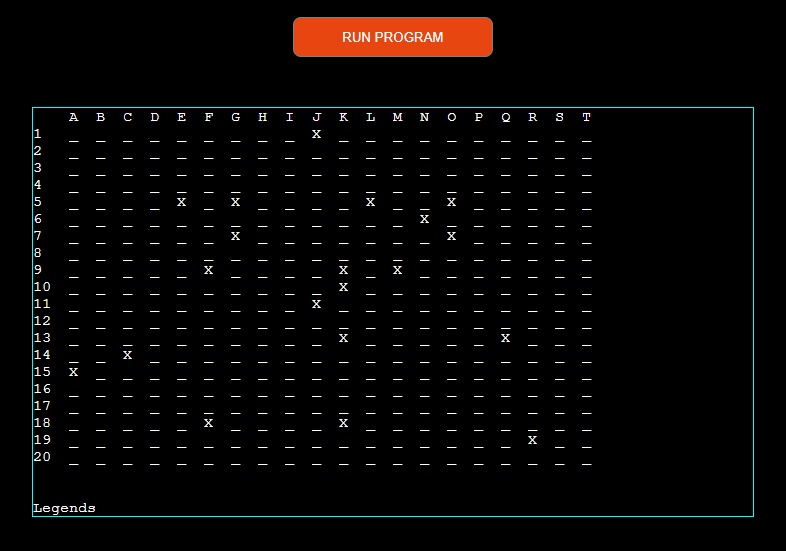 RUN PROGRAM
A B C D E F G H I J K L M N O P Q R S T
1 _ _ _ _ _ _ _ _ _ X _ _ _ _ _ _ _ _ _ _
2 _ _ _ _ _ _ _ _ _ _ _ _ _ _ _ _ _ _ _ _
3 _ _ _ _ _ _ _ _ _ _ _ _ _ _ _ _ _ _ _ _
4 _ _ _ _ _ _ _ _ _ _ _ _ _ _ _ _ _ _ _ _
5 _ _ _ _ X _ X _ _ _ _ X _ _ X _ _ _ _ _
6 _ _ _ _ _ _ _ _ _ _ _ _ _ X _ _ _ _ _ _
7 _ _ _ _ _ _ X _ _ _ _ _ _ _ X _ _ _ _ _
8 _ _ _ _ _ _ _ _ _ _ _ _ _ _ _ _ _ _ _ _
9 _ _ _ _ _ X _ _ _ _ X _ X _ _ _ _ _ _ _
10 _ _ _ _ _ _ _ _ _ _ X _ _ _ _ _ _ _ _ _
11 _ _ _ _ _ _ _ _ _ X _ _ _ _ _ _ _ _ _ _
12 _ _ _ _ _ _ _ _ _ _ _ _ _ _ _ _ _ _ _ _
13 _ _ _ _ _ _ _ _ _ _ X _ _ _ _ _ X _ _ _
14 _ _ X _ _ _ _ _ _ _ _ _ _ _ _ _ _ _ _ _
15 X _ _ _ _ _ _ _ _ _ _ _ _ _ _ _ _ _ _ _
16 _ _ _ _ _ _ _ _ _ _ _ _ _ _ _ _ _ _ _ _
17 _ _ _ _ _ _ _ _ _ _ _ _ _ _ _ _ _ _ _ _
18 _ _ _ _ _ X _ _ _ _ X _ _ _ _ _ _ _ _ _
19 _ _ _ _ _ _ _ _ _ _ _ _ _ _ _ _ _ X _ _
20 _ _ _ _ _ _ _ _ _ _ _ _ _ _ _ _ _ _ _ _
Legends